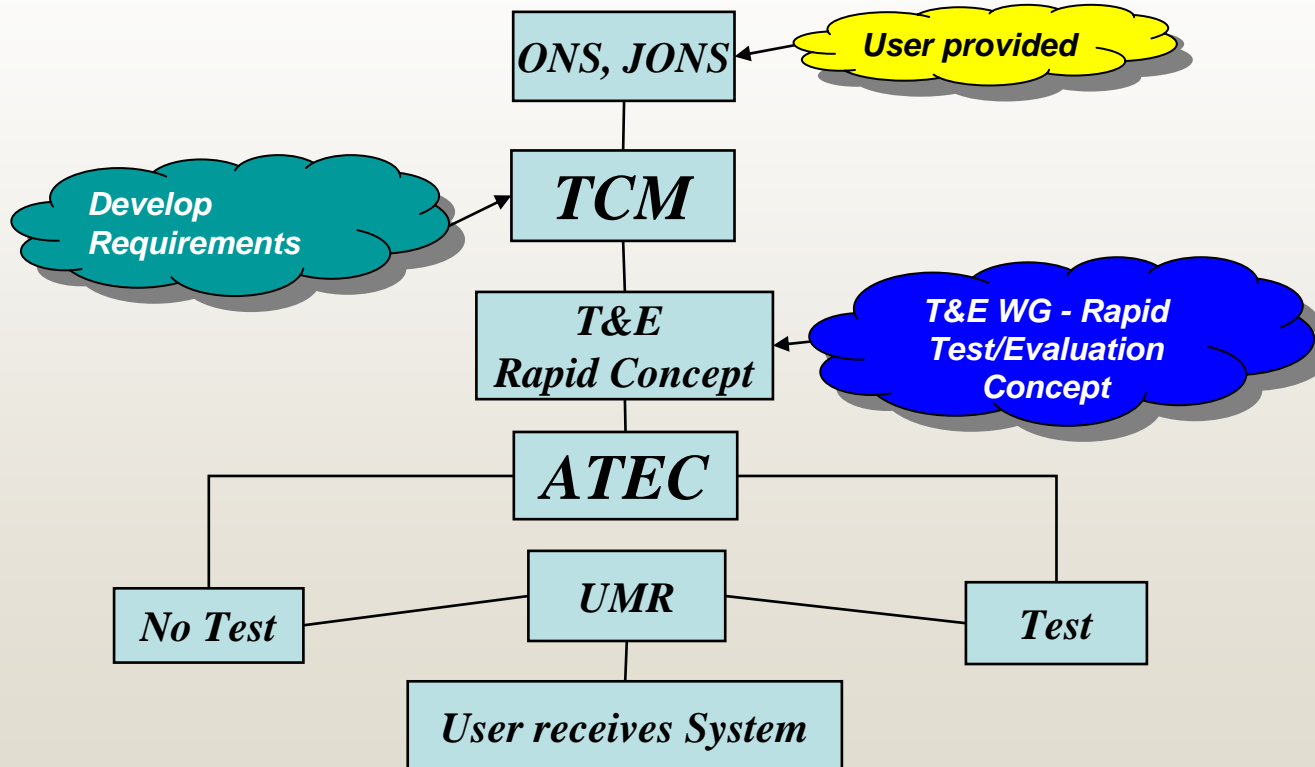 ONS, JONS
User provided
TCM
Develop
Requirements
T&E
Rapid Concept
T&E WG - Rapid
Test/Evaluation
Concept
ATEC
No Test
UMR
Test
User receives System